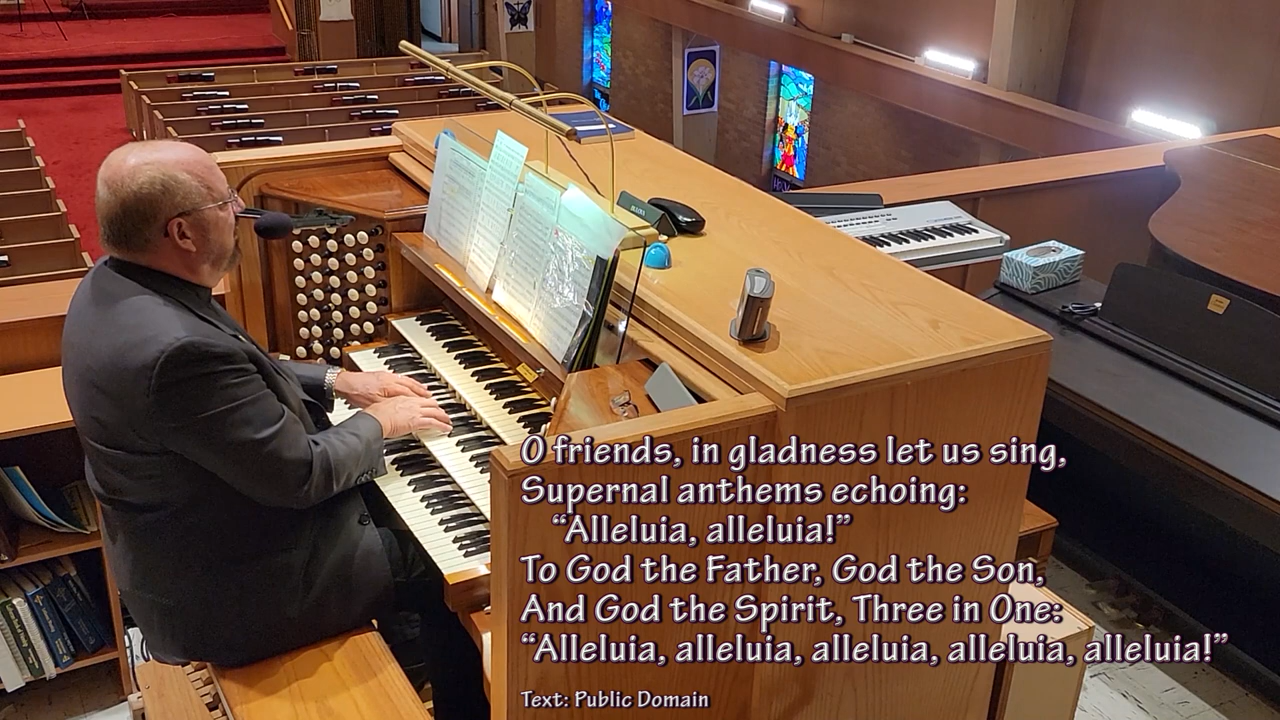 O friends, in gladness let us sing,
Supernal anthems echoing:
“Alleluia, alleluia!”
To God the Father, God the Son,
And God the Spirit, Three in One:
“Alleluia, alleluia, alleluia, alleluia, alleluia!”
Text: Public Domain